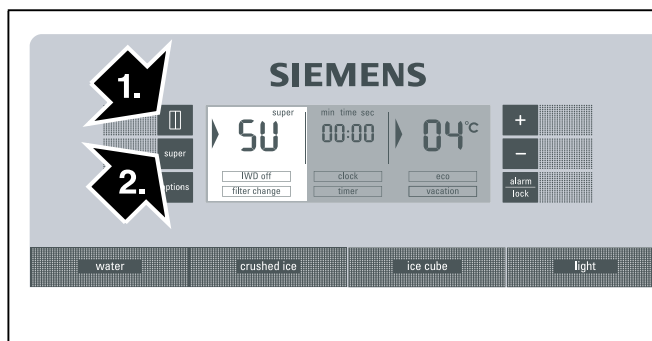 1.
SIEMENS
super
min time sec
SU
00:00
04°C
+
super
−
2.
options
IWD off
clock
eco
alarm
lock
filter change
timer
vacation
water
crushed ice
ice cube
light